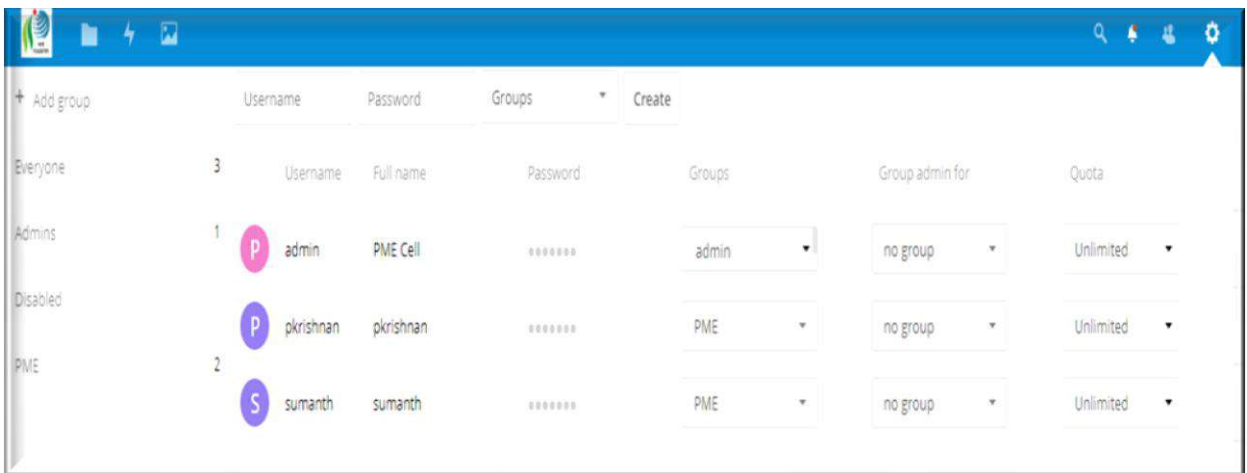 + Add group
Username Password Groups Create
Everyone 3
Username Full name Password Groups Group admin for Quota
Admins 1
P admin PME Cell admin no group Unlimited
Disabled
P pkrishnan pkrishnan PME no group Unlimited
PME 2
S sumanth sumanth PME no group Unlimited